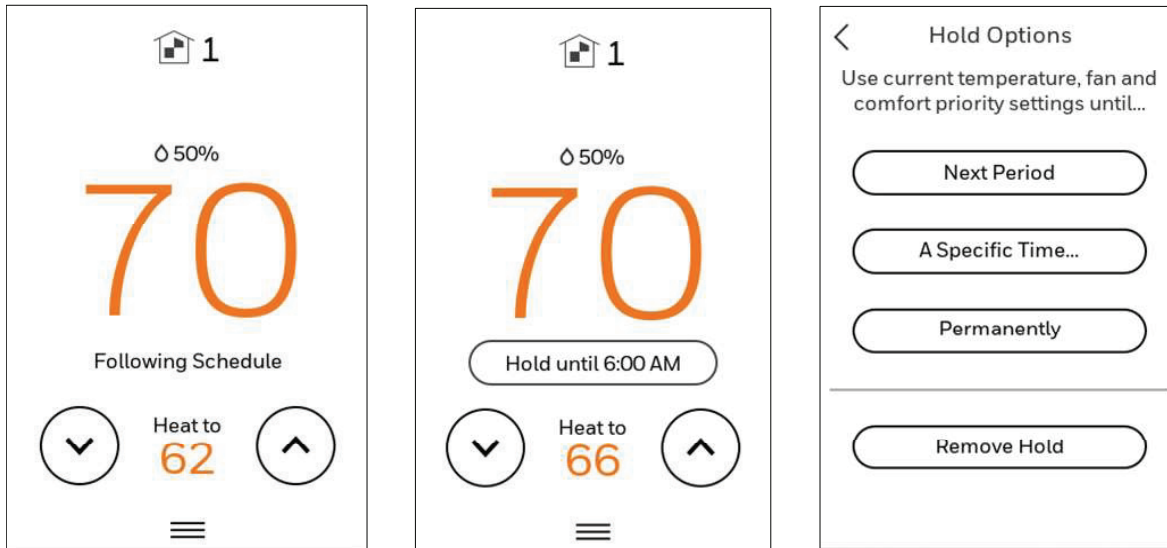 1
50%
70
Following Schedule
Heat to
62
1
50%
70
Hold until 6:00 AM
Heat to
66
Hold Options
Use current temperature, fan and
comfort priority settings until...
Next Period
A Specific Time...
Permanently
Remove Hold